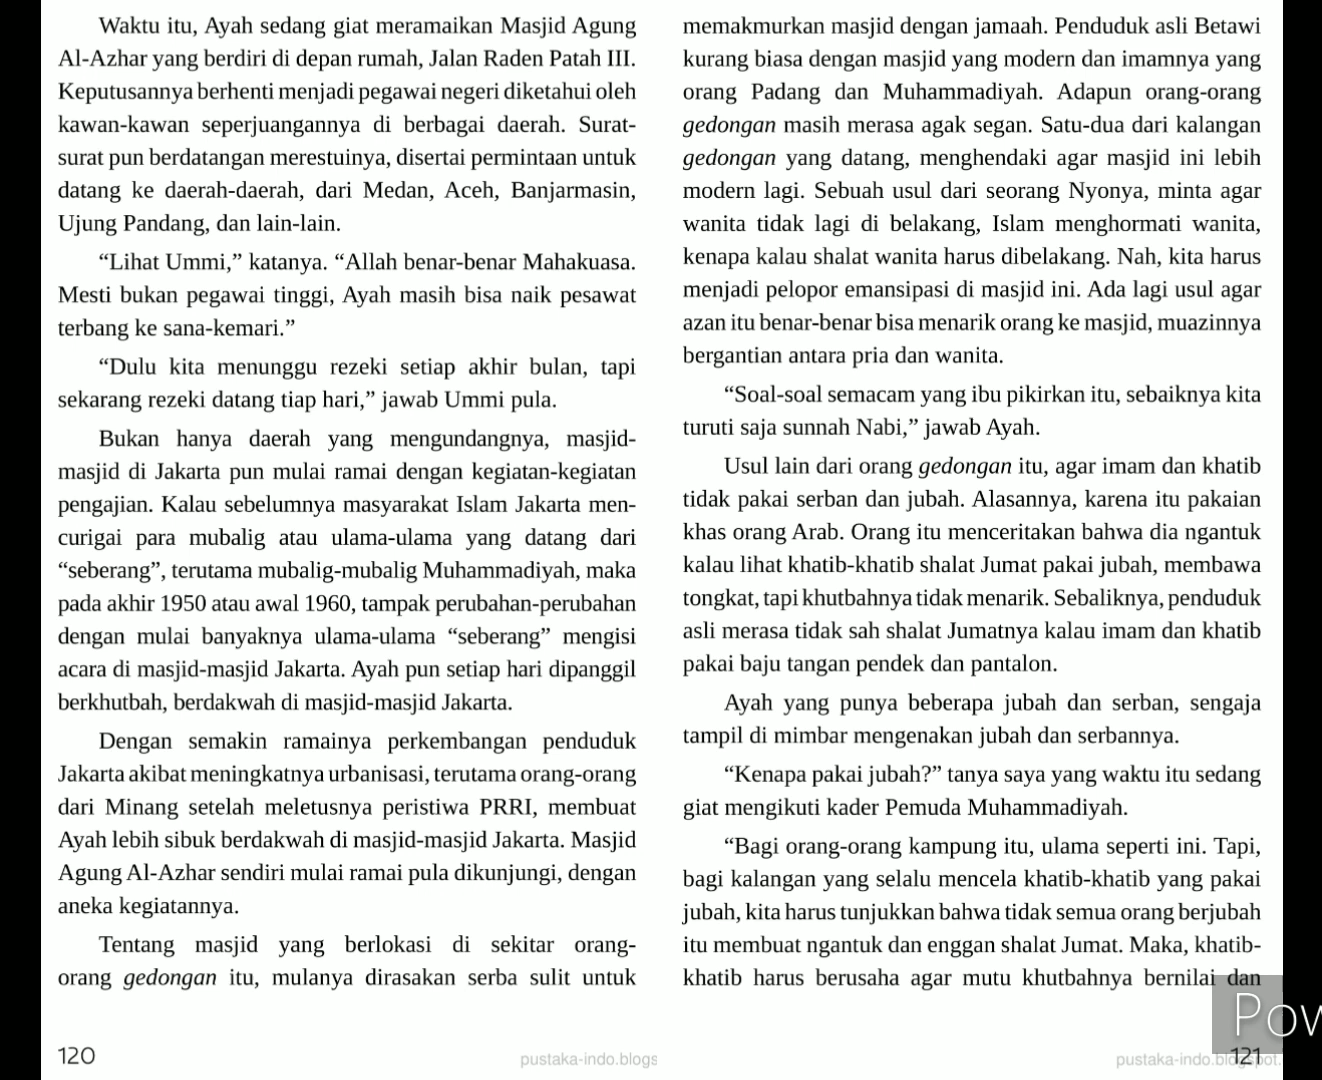 Waktu itu, Ayah sedang giat meramaikan Masjid Agung
Al-Azhar yang berdiri di depan rumah, Jalan Raden Patah III.
Keputusannya berhenti menjadi pegawai negeri diketahui oleh
kawan-kawan seperjuangannya di berbagai daerah. Surat-
surat pun berdatangan merestuinya, disertai permintaan untuk
datang ke daerah-daerah, dari Medan, Aceh, Banjarmasin,
Ujung Pandang, dan lain-lain.
“Lihat Ummi,” katanya. “Allah benar-benar Mahakuasa.
Mesti bukan pegawai tinggi, Ayah masih bisa naik pesawat
terbang ke sana-kemari.”
“Dulu kita menunggu rezeki setiap akhir bulan, tapi
sekarang rezeki datang tiap hari,” jawab Ummi pula.
Bukan hanya daerah yang mengundangnya, masjid-
masjid di Jakarta pun mulai ramai dengan kegiatan-kegiatan
pengajian. Kalau sebelumnya masyarakat Islam Jakarta men-
curigai para mubalig atau ulama-ulama yang datang dari
“seberang”, terutama mubalig-mubalig Muhammadiyah, maka
pada akhir 1950 atau awal 1960, tampak perubahan-perubahan
dengan mulai banyaknya ulama-ulama “seberang” mengisi
acara di masjid-masjid Jakarta. Ayah pun setiap hari dipanggil
berkhutbah, berdakwah di masjid-masjid Jakarta.
Dengan semakin ramainya perkembangan penduduk
Jakarta akibat meningkatnya urbanisasi, terutama orang-orang
dari Minang setelah meletusnya peristiwa PRRI, membuat
Ayah lebih sibuk berdakwah di masjid-masjid Jakarta. Masjid
Agung Al-Azhar sendiri mulai ramai pula dikunjungi, dengan
aneka kegiatannya.
Tentang masjid yang berlokasi di sekitar orang-
orang gedongan itu, mulanya dirasakan serba sulit untuk
120
pustaka-indo.blogs
memakmurkan masjid dengan jamaah. Penduduk asli Betawi
kurang biasa dengan masjid yang modern dan imamnya yang
orang Padang dan Muhammadiyah. Adapun orang-orang
gedongan masih merasa agak segan. Satu-dua dari kalangan
gedongan yang datang, menghendaki agar masjid ini lebih
modern lagi. Sebuah usul dari seorang Nyonya, minta agar
wanita tidak lagi di belakang, Islam menghormati wanita,
kenapa kalau shalat wanita harus dibelakang. Nah, kita harus
menjadi pelopor emansipasi di masjid ini. Ada lagi usul agar
azan itu benar-benar bisa menarik orang ke masjid, muazinnya
bergantian antara pria dan wanita.
“Soal-soal semacam yang ibu pikirkan itu, sebaiknya kita
turuti saja sunnah Nabi,” jawab Ayah.
Usul lain dari orang gedongan itu, agar imam dan khatib
tidak pakai serban dan jubah. Alasannya, karena itu pakaian
khas orang Arab. Orang itu menceritakan bahwa dia ngantuk
kalau lihat khatib-khatib shalat Jumat pakai jubah, membawa
tongkat, tapi khutbahnya tidak menarik. Sebaliknya, penduduk
asli merasa tidak sah shalat Jumatnya kalau imam dan khatib
pakai baju tangan pendek dan pantalon.
Ayah yang punya beberapa jubah dan serban, sengaja
tampil di mimbar mengenakan jubah dan serbannya.
“Kenapa pakai jubah?” tanya saya yang waktu itu sedang
giat mengikuti kader Pemuda Muhammadiyah.
“Bagi orang-orang kampung itu, ulama seperti ini. Tapi,
bagi kalangan yang selalu mencela khatib-khatib yang pakai
jubah, kita harus tunjukkan bahwa tidak semua orang berjubah
itu membuat ngantuk dan enggan shalat Jumat. Maka, khatib-
khatib harus berusaha agar mutu khutbahnya bernilai dan
Pow
pustaka-indo.blogspot.
121